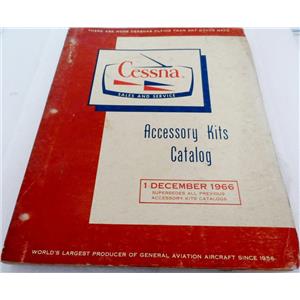 THERE ARE MORE CESSNAS FLYING THAN ANY OTHER MAKE
Cessna
SALES AND SERVICE
Accessory Kits
Catalog
1 DECEMBER 1966
SUPERSEDES ALL PREVIOUS
ACCESSORY KITS CATALOGS
WORLD'S LARGEST PRODUCER OF GENERAL AVIATION AIRCRAFT SINCE 1956